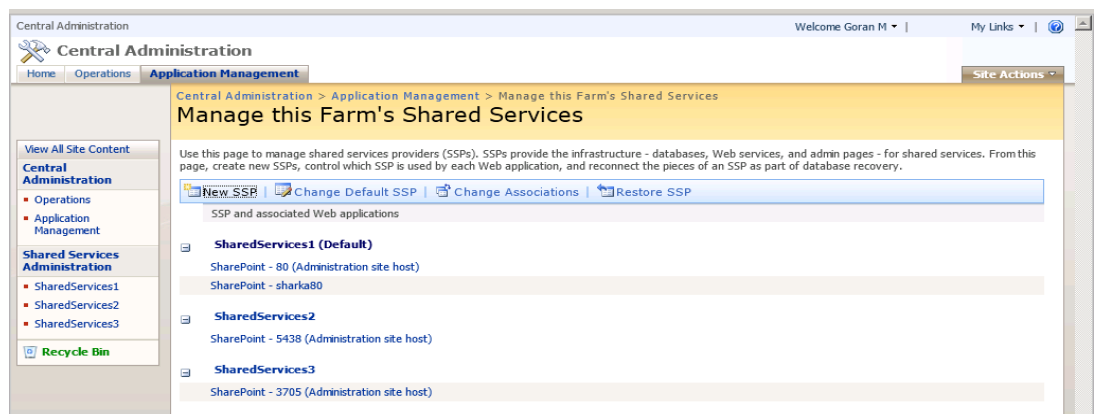 Central Administration
Welcome Goran M
My Links
Central Administration
Home Operations Application Management
Site Actions
Central Administration > Application Management > Manage this Farm's Shared Services
Manage this Farm's Shared Services
View All Site Content
Central
Administration
Operations
Application
Management
Shared Services
Administration
SharedServices1
SharedServices2
SharedServices3
Recycle Bin
Use this page to manage shared services providers (SSPs). SSPs provide the infrastructure - databases, Web services, and admin pages - for shared services. From this
page, create new SSPs, control which SSP is used by each Web application, and reconnect the pieces of an SSP as part of database recovery.
New SSP | Change Default SSP | Change Associations | Restore SSP
SSP and associated Web applications
SharedServices1 (Default)
SharePoint - 80 (Administration site host)
SharePoint - sharka80
SharedServices2
SharePoint - 5438 (Administration site host)
SharedServices3
SharePoint - 3705 (Administration site host)